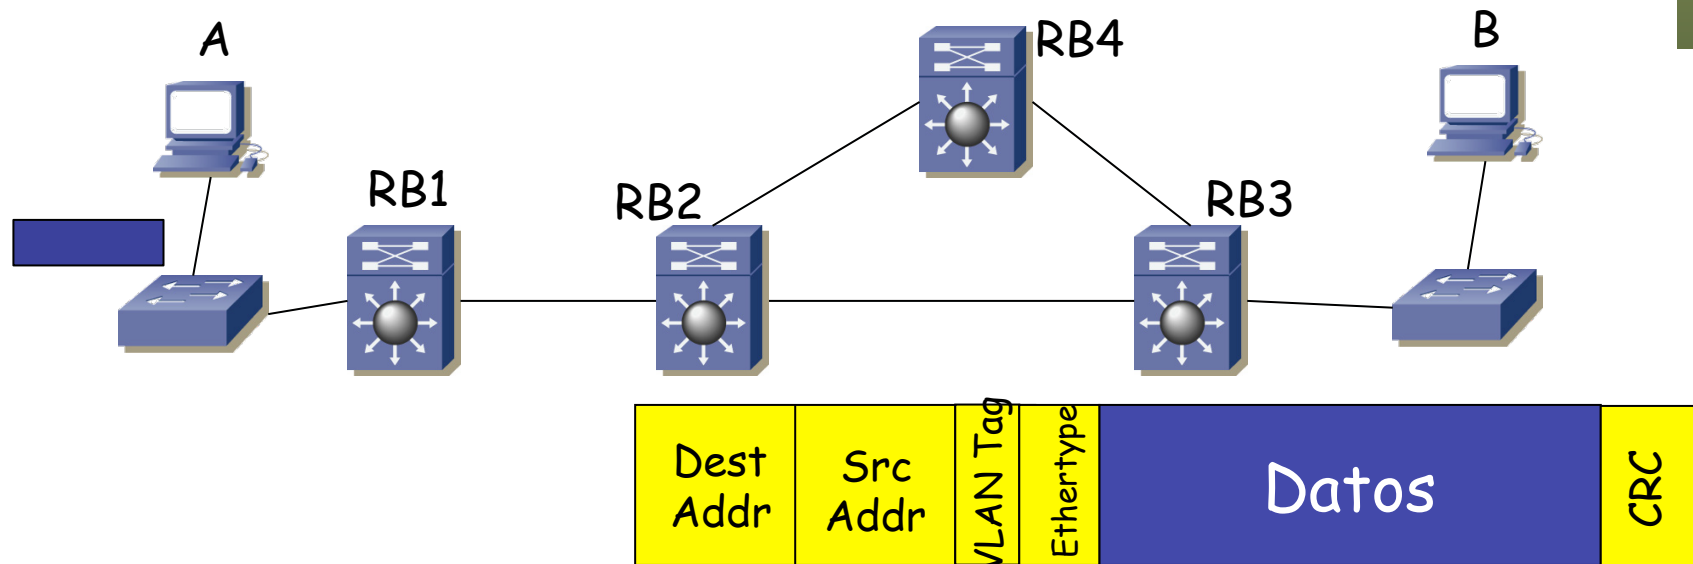 A
RB4
B
RB1
RB2
RB3
Dest
Addr
Src
Addr
VLAN Tag
Ethertype
Datos
CRC